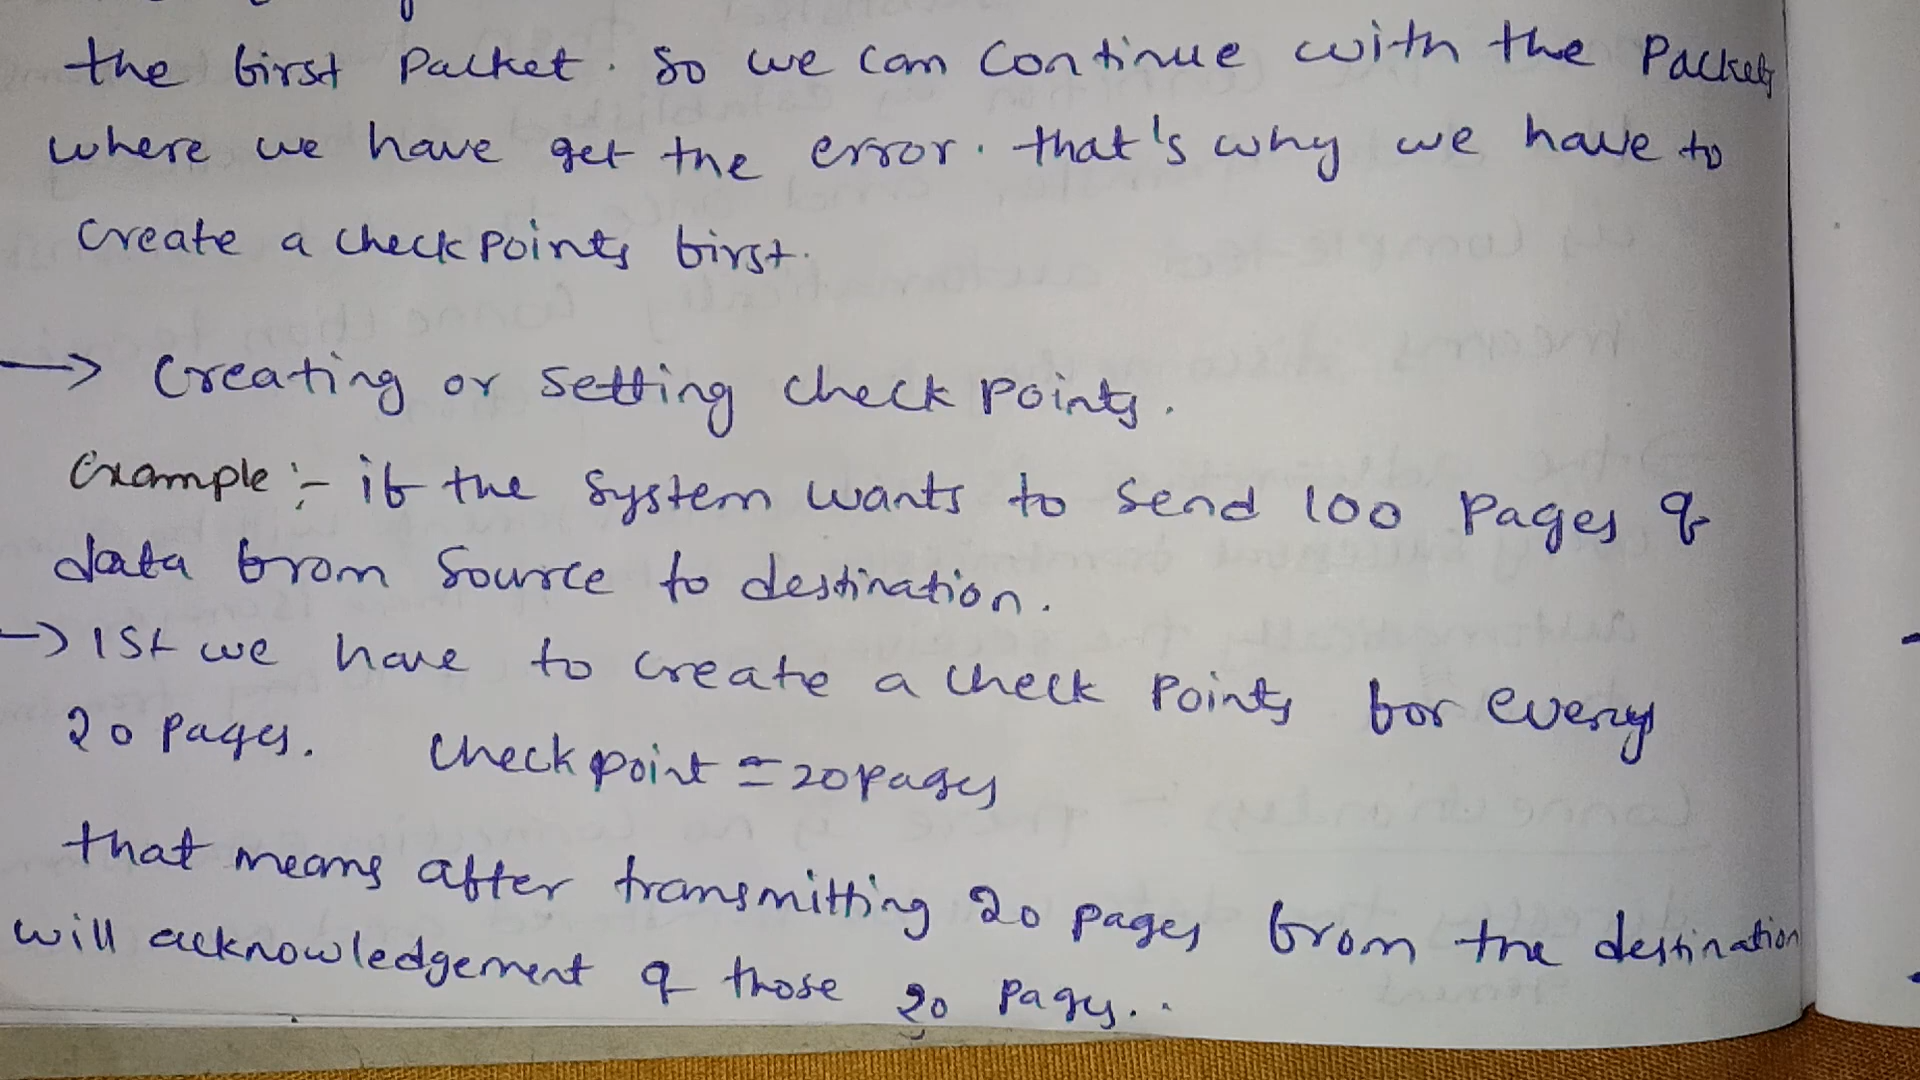 the first Packet. So we can continue with the Packets
where we have get the error. that's why we have to
create a check points first.
→ Creating or setting check points.
Example :- if the system wants to send 100 pages of
data from source to destination.
→ 1st we have to create a check points for every
20 pages. Check point = 20 pages
that means after transmitting 20 pages from the destination
will acknowledgement of those 20 pages..